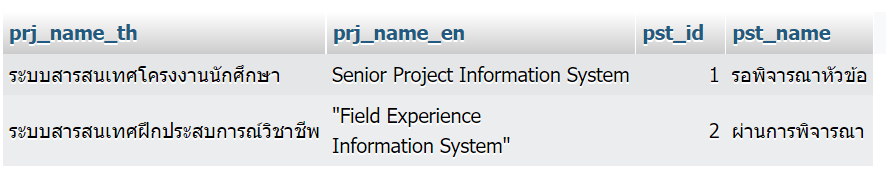 prj_name_th prj_name_en pst_id pst_name
ระบบสารสนเทศโครงงานนักศึกษา Senior Project Information System 1 รอพิจารณาหัวข้อ
ระบบสารสนเทศฝึกประสบการณ์วิชาชีพ "Field Experience
Information System" 2 ผ่านการพิจารณา